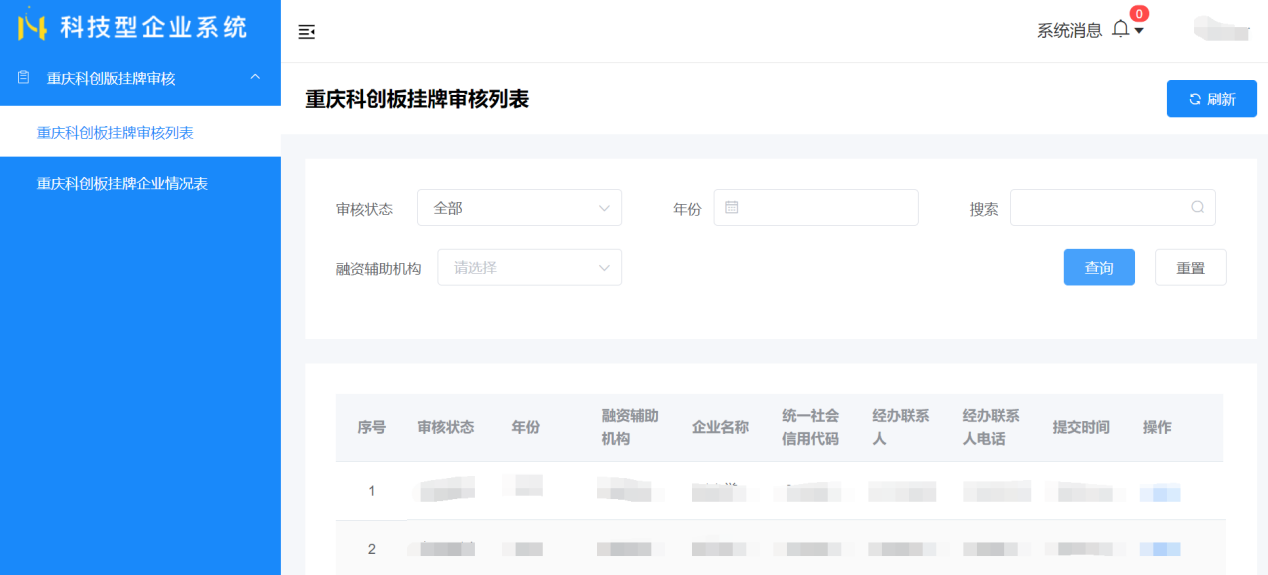 科技型企业系统
系统消息
0
重庆科创版挂牌审核
重庆科创板挂牌审核列表
刷新
重庆科创板挂牌审核列表
重庆科创板挂牌企业情况表
审核状态
全部
年份
搜索
融资辅助机构
请选择
查询
重置
序号
审核状态
年份
融资辅助
机构
企业名称
统一社会
信用代码
经办联系
人
经办联系
人电话
提交时间
操作
1
2